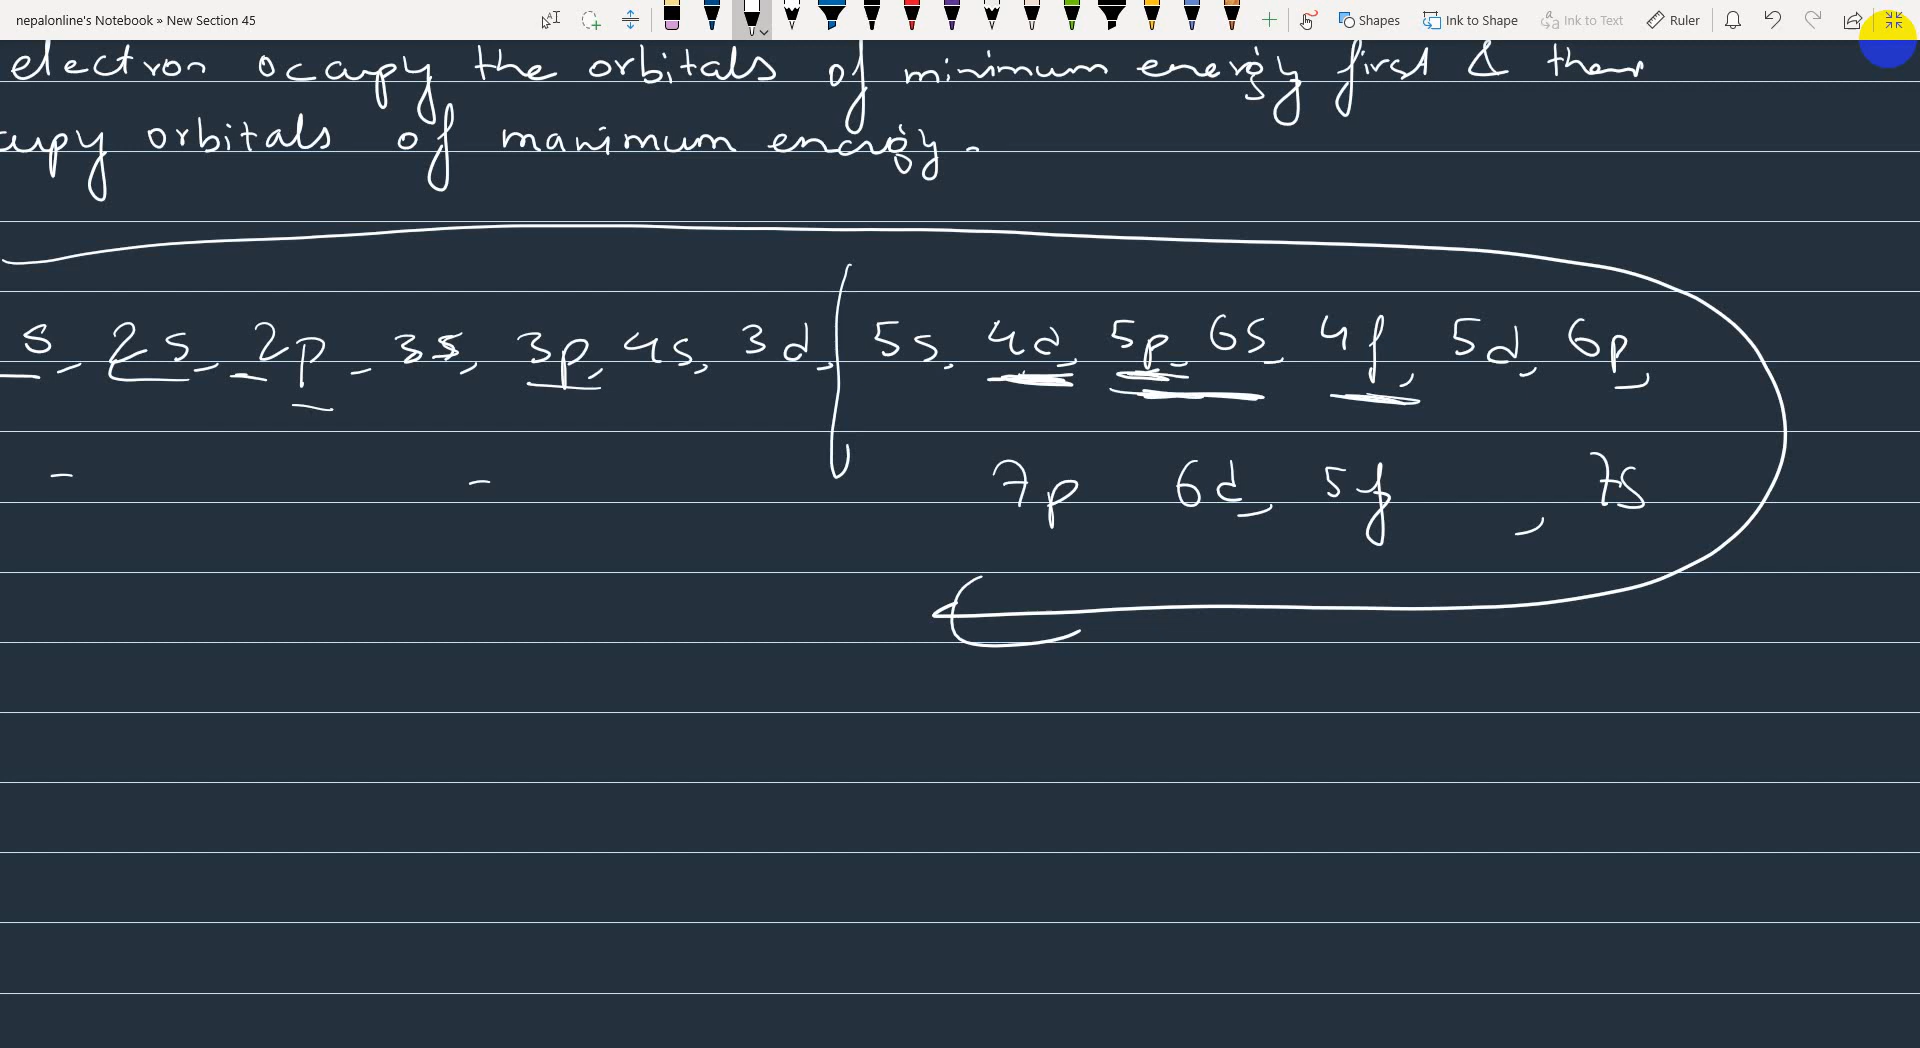 nepalonline's Notebook » New Section 45
Shapes Ink to Shape Ink to Text Ruler
electron occupy the orbitals of minimum energy first & then
cupy orbitals of maximum energy.
s, 2s, 2p, 3s, 3p, 4s, 3d, 5s, 4d, 5p, 6s, 4f, 5d, 6p,
7p 6d, 5f , 7s